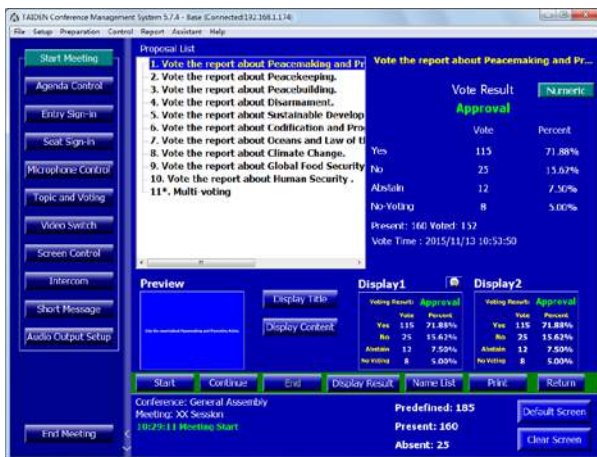 TAIDEN Conference Management System 5.7.4 - Base (Connected:192.168.1.174)
File Setup Preparation Control Report Assistant Help
Start Meeting
Agenda Control
Entry Sign-in
Seat Sign-in
Microphone Control
Topic and Voting
Video Switch
Screen Control
Intercom
Short Message
Audio Output Setup
End Meeting
Proposal List
1. Vote the report about Peacemaking and Pr
2. Vote the report about Peacekeeping.
3. Vote the report about Peacebuilding.
4. Vote the report about Disarmament.
5. Vote the report about Sustainable Develop
6. Vote the report about Codification and Pro
7. Vote the report about Oceans and Law of t
8. Vote the report about Climate Change.
9. Vote the report about Global Food Security
10. Vote the report about Human Security .
11*. Multi-voting
Vote the report about Peacemaking and Pr...
Vote Result Numeric
Approval
Vote Percent
Yes 115 71.88%
No 25 15.62%
Abstain 12 7.50%
No-Voting 8 5.00%
Present: 160 Voted: 152
Vote Time : 2015/11/13 10:53:50
Preview
Display Title
Display Content
Display1
Voting Result: Approval
Vote Percent
Yes 115 71.88%
No 25 15.62%
Abstain 12 7.50%
No Voting 8 5.00%
Display2
Voting Result: Approval
Vote Percent
Yes 115 71.88%
No 25 15.62%
Abstain 12 7.50%
No Voting 8 5.00%
Start Continue End Display Result Name List Print Return
Conference: General Assembly
Meeting: XX Session
10:29:11 Meeting Start
Predefined: 185
Present: 160
Absent: 25
Default Screen
Clear Screen